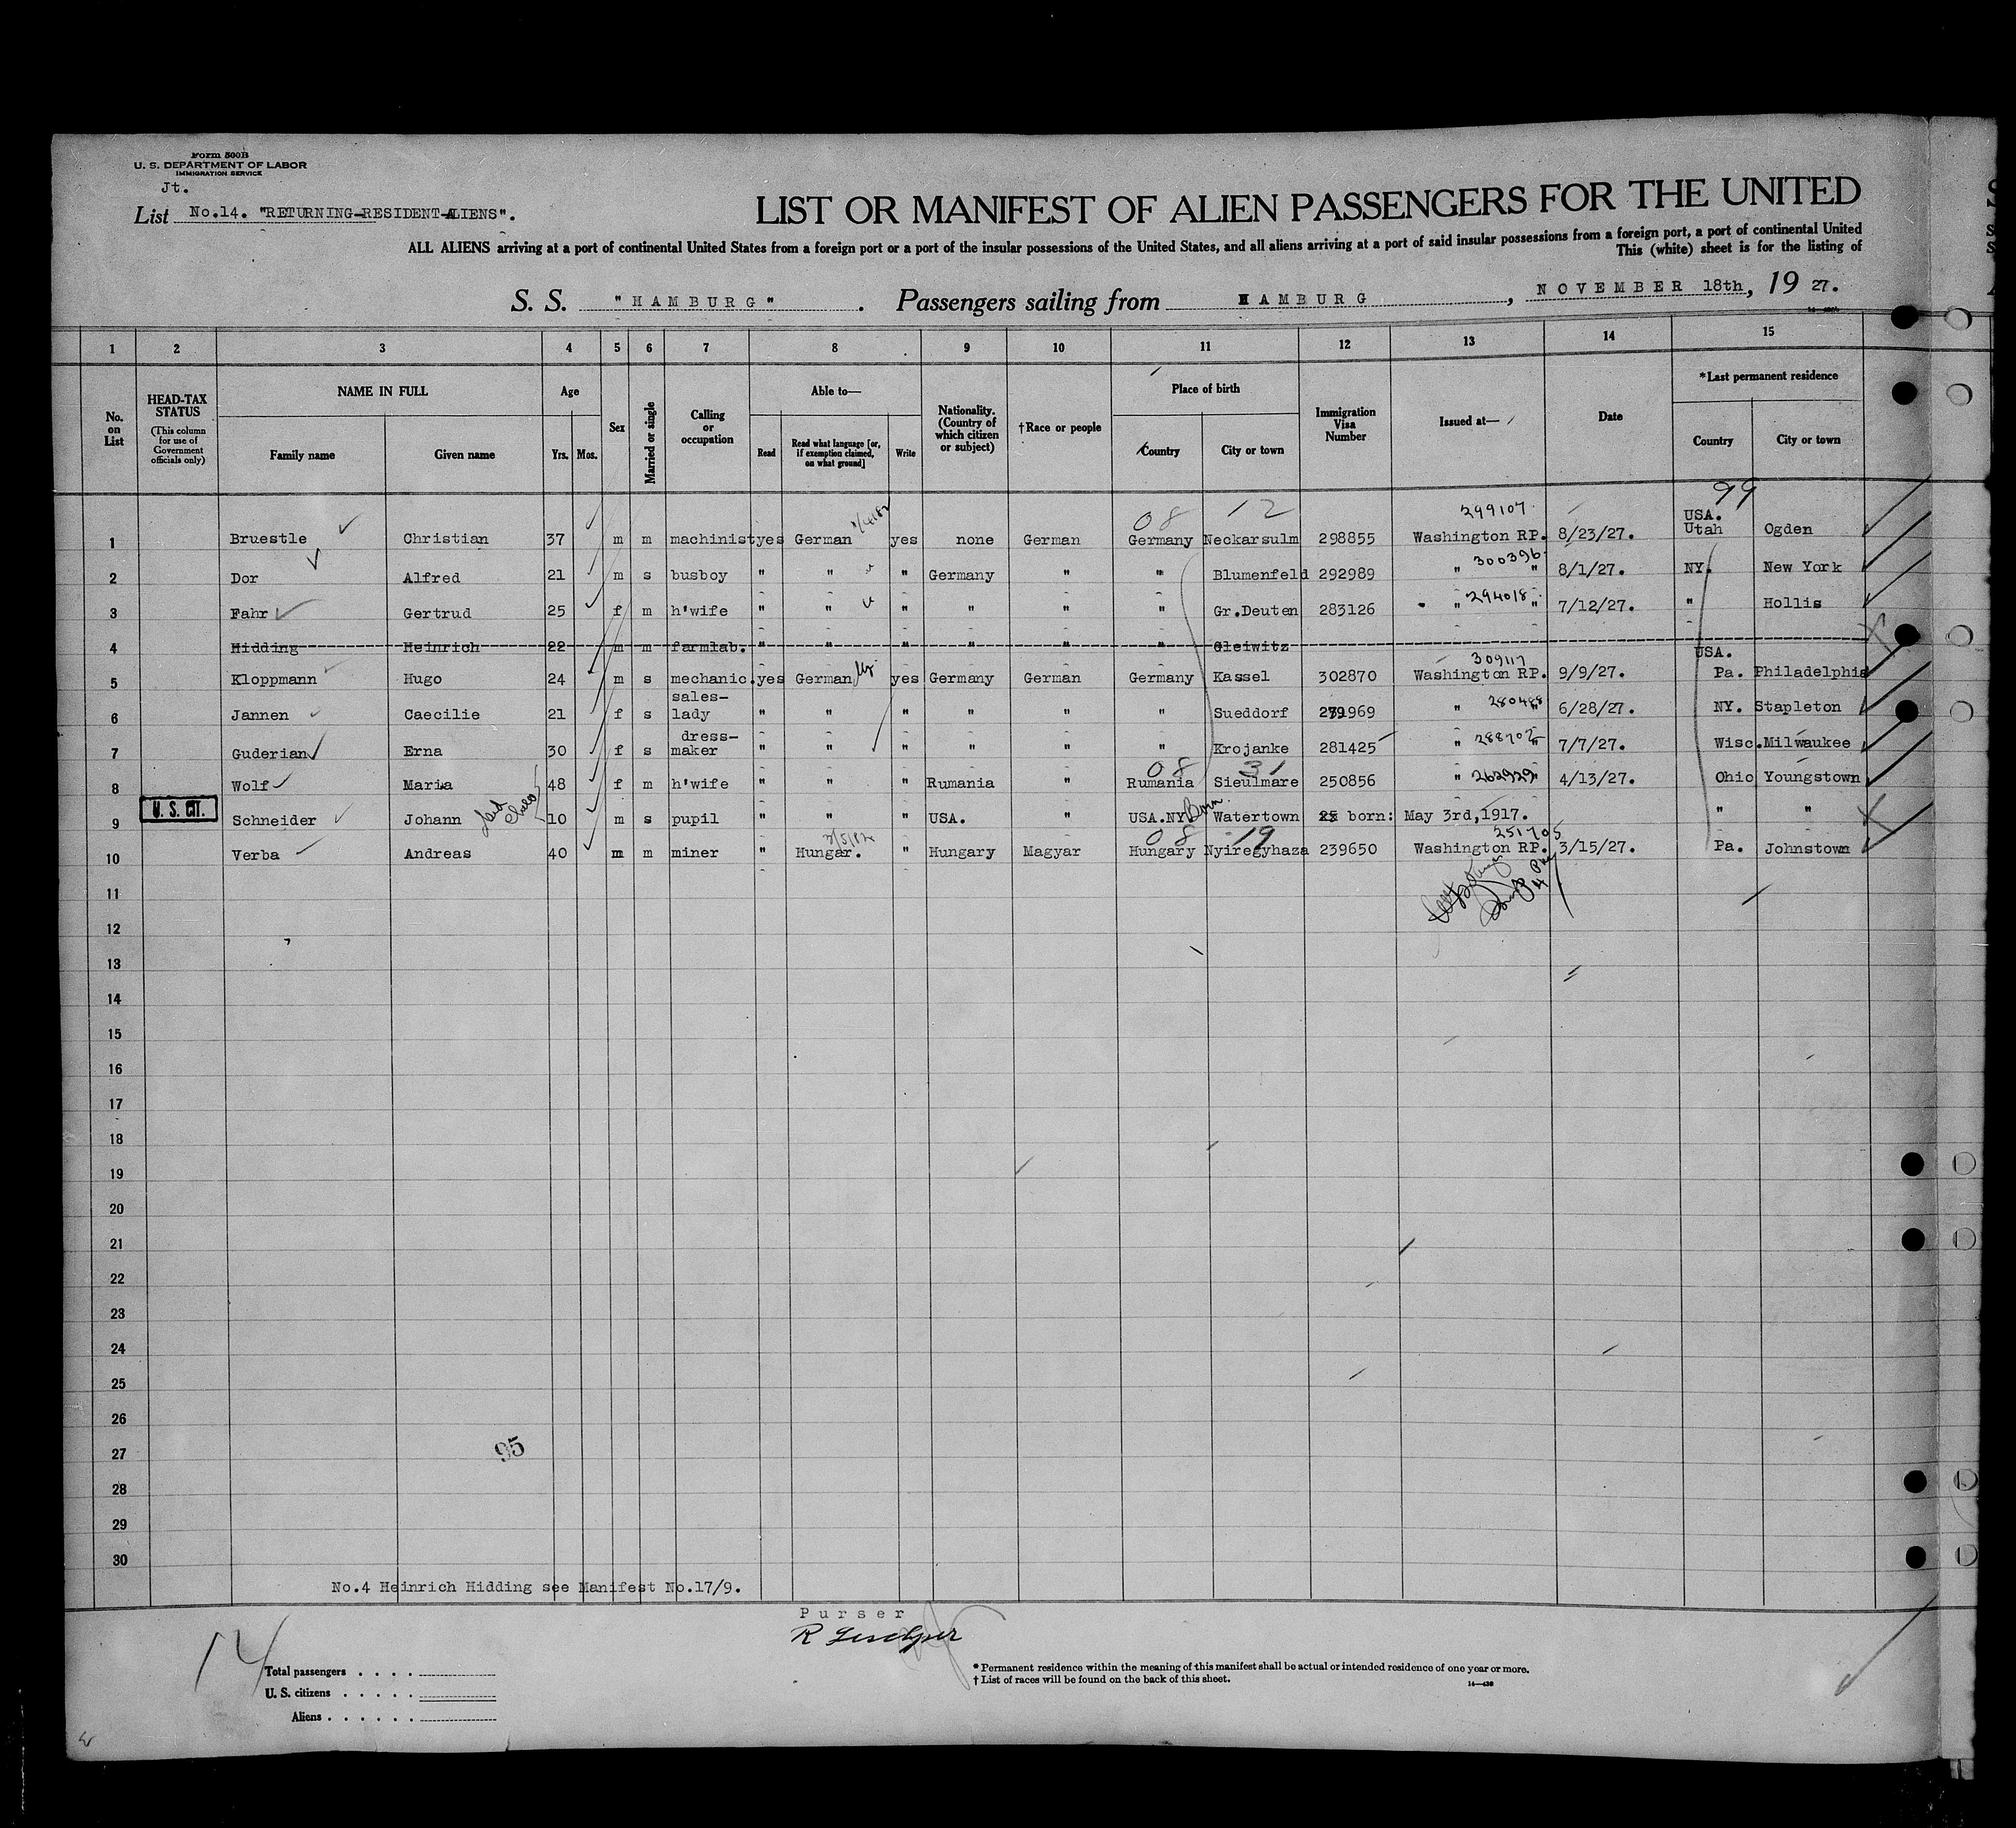 Form 500B
U. S. DEPARTMENT OF LABOR
IMMIGRATION SERVICE
Jt.
List No.14. "RETURNING-RESIDENT-ALIENS".
LIST OR MANIFEST OF ALIEN PASSENGERS FOR THE UNITED
ALL ALIENS arriving at a port of continental United States from a foreign port or a port of the insular possessions of the United States, and all aliens arriving at a port of said insular possessions from a foreign port, a port of continental United
This (white) sheet is for the listing of
S. S. "HAMBURG". Passengers sailing from HAMBURG, NOVEMBER 18th, 19 27.
1 2 3 4 5 6 7 8 9 10 11 12 13 14 15
No. on List
HEAD-TAX STATUS (This column for use of Government officials only)
NAME IN FULL Family name Given name
Age Yrs. Mos.
Sex
Married or single
Calling or occupation
Able to— Read Read what language [or, if exemption claimed, on what ground] Write
Nationality. (Country of which citizen or subject)
†Race or people
Place of birth Country City or town
Immigration Visa Number
Issued at—
Date
*Last permanent residence Country City or town
99
08 12 299107 USA.
1 Bruestle Christian 37 m m machinist yes German yes none German Germany Neckarsulm 298855 Washington RP. 8/23/27. Utah Ogden
300396
2 Dor Alfred 21 m s busboy " " " Germany " " Blumenfeld 292989 " " 8/1/27. NY. New York
294018
3 Fahr Gertrud 25 f m h'wife " " " " " " Gr.Deuten 283126 " " 7/12/27. " Hollis
4 Hidding Heinrich 22 m m farmlab. " " " " " " Gleiwitz
309117 USA.
5 Kloppmann Hugo 24 m s mechanic. yes German yes Germany German Germany Kassel 302870 Washington RP. 9/9/27. Pa. Philadelphia
sales- 280488
6 Jannen Caecilie 21 f s lady " " " " " " Sueddorf 279969 " " 6/28/27. NY. Stapleton
dress- 288702
7 Guderian Erna 30 f s maker " " " " " " Krojanke 281425 " " 7/7/27. Wisc. Milwaukee
08 31 262929
8 Wolf Maria 48 f m h'wife " " " Rumania " Rumania Sieulmare 250856 " " 4/13/27. Ohio Youngstown
U. S. CIT.
9 Schneider Johann 10 m s pupil " " " USA. " USA.NY Born Watertown born: May 3rd,1917. " "
08 19 251705
10 Verba Andreas 40 m m miner " Hungar. " Hungary Magyar Hungary Nyiregyhaza 239650 Washington RP. 3/15/27. Pa. Johnstown
11
12
13
14
15
16
17
18
19
20
21
22
23
24
25
26
27
28
29
30
95
No.4 Heinrich Hidding see Manifest No.17/9.
Purser
14
Total passengers
U. S. citizens
Aliens
* Permanent residence within the meaning of this manifest shall be actual or intended residence of one year or more.
† List of races will be found on the back of this sheet.